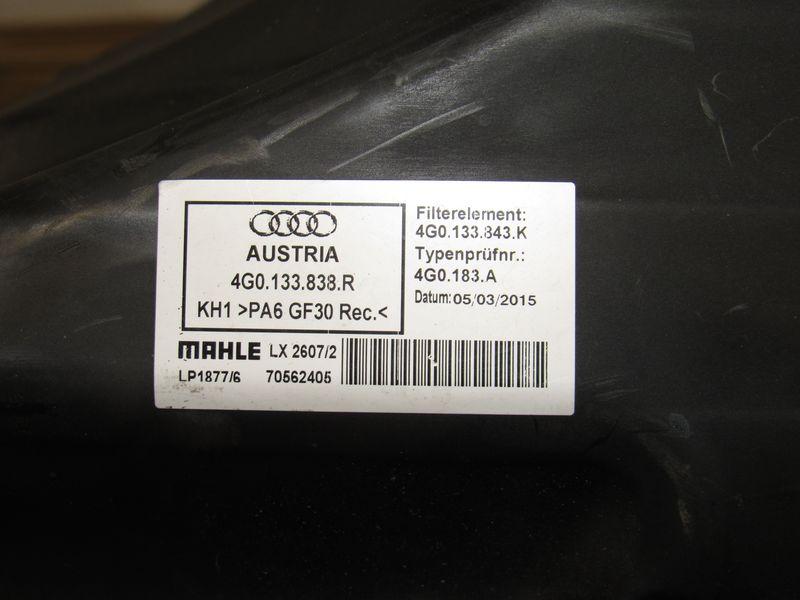 AUSTRIA
4G0.133.838.R
KH1 >PA6 GF30 Rec.<
Filterelement:
4G0.133.843.K
Typenprüfnr.:
4G0.183.A
Datum: 05/03/2015
MAHLE LX 2607/2
LP1877/6 70562405